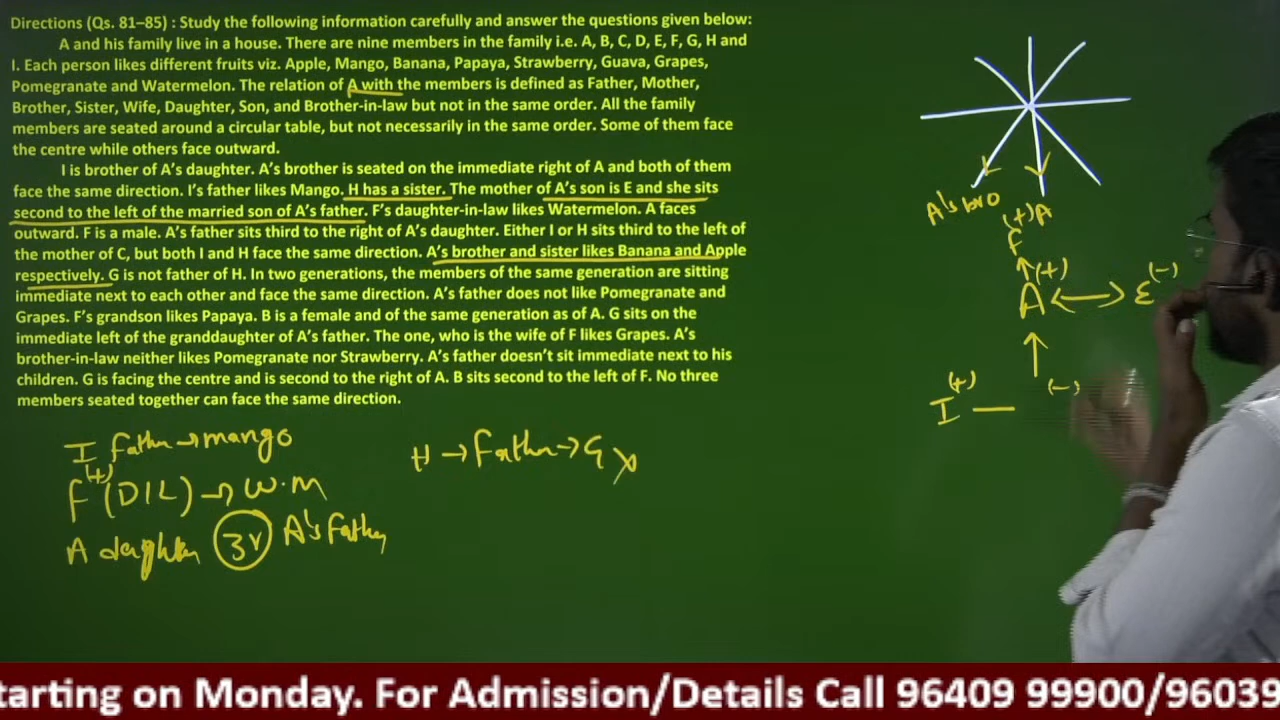 Directions (Qs. 81–85) : Study the following information carefully and answer the questions given below:
A and his family live in a house. There are nine members in the family i.e. A, B, C, D, E, F, G, H and
I. Each person likes different fruits viz. Apple, Mango, Banana, Papaya, Strawberry, Guava, Grapes,
Pomegranate and Watermelon. The relation of A with the members is defined as Father, Mother,
Brother, Sister, Wife, Daughter, Son, and Brother-in-law but not in the same order. All the family
members are seated around a circular table, but not necessarily in the same order. Some of them face
the centre while others face outward.
I is brother of A's daughter. A's brother is seated on the immediate right of A and both of them
face the same direction. I's father likes Mango. H has a sister. The mother of A's son is E and she sits
second to the left of the married son of A's father. F's daughter-in-law likes Watermelon. A faces
outward. F is a male. A's father sits third to the right of A's daughter. Either I or H sits third to the left of
the mother of C, but both I and H face the same direction. A's brother and sister likes Banana and Apple
respectively. G is not father of H. In two generations, the members of the same generation are sitting
immediate next to each other and face the same direction. A's father does not like Pomegranate and
Grapes. F's grandson likes Papaya. B is a female and of the same generation as of A. G sits on the
immediate left of the granddaughter of A's father. The one, who is the wife of F likes Grapes. A's
brother-in-law neither likes Pomegranate nor Strawberry. A's father doesn't sit immediate next to his
children. G is facing the centre and is second to the right of A. B sits second to the left of F. No three
members seated together can face the same direction.
I father → mango
F (+) (DIL) → W.M
A daughter 3r A's father
H → Father → G x
A's bro
A
(+)
F
(+)
A ↔ E (-)
(+)
I — (-)
tarting on Monday. For Admission/Details Call 96409 99900/96039